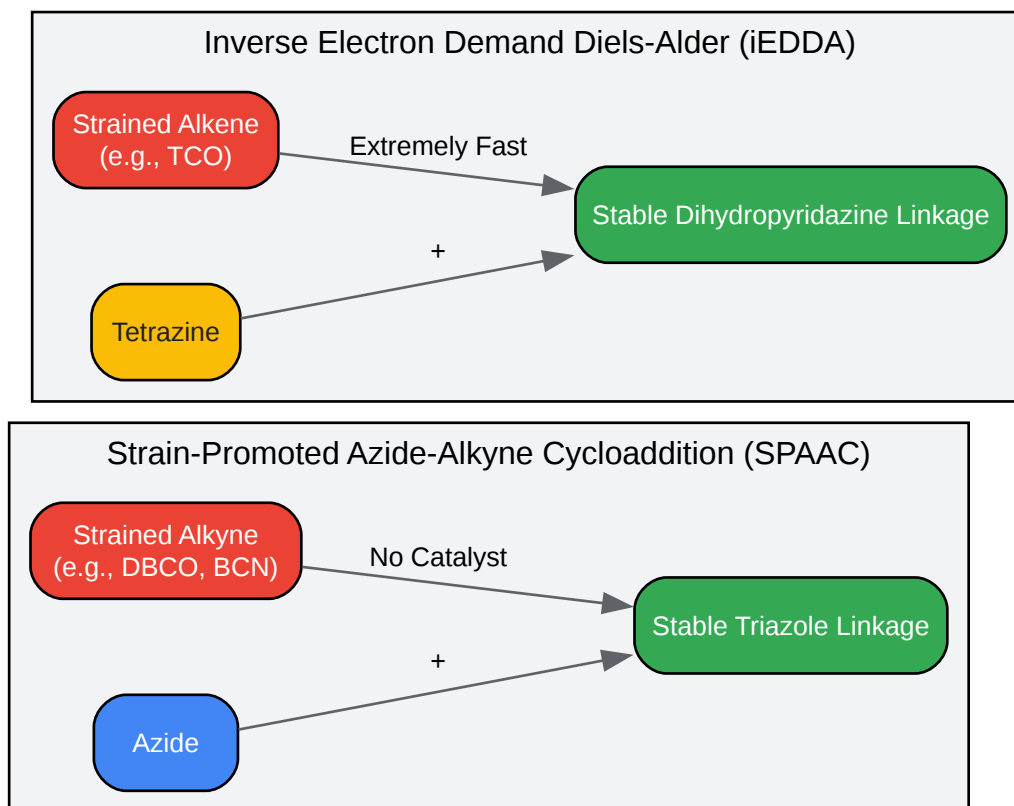 Inverse Electron Demand Diels-Alder (iEDDA)
Strained Alkene
(e.g., TCO)
Extremely Fast
Stable Dihydropyridazine Linkage
+
Tetrazine
Strain-Promoted Azide-Alkyne Cycloaddition (SPAAC)
Strained Alkyne
(e.g., DBCO, BCN)
No Catalyst
Stable Triazole Linkage
+
Azide